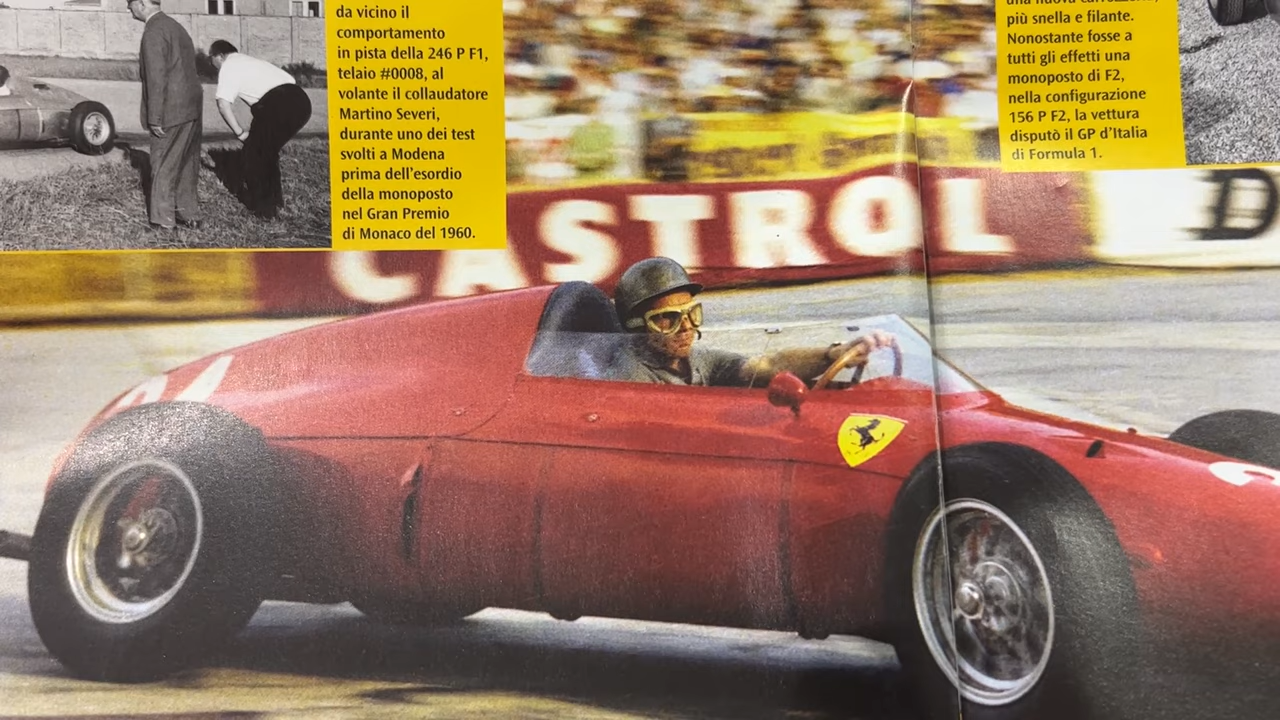 da vicino il
comportamento
in pista della 246 P F1,
telaio #0008, al
volante il collaudatore
Martino Severi,
durante uno dei test
svolti a Modena
prima dell'esordio
della monoposto
nel Gran Premio
di Monaco del 1960.
una nuova carrozzeria,
più snella e filante.
Nonostante fosse a
tutti gli effetti una
monoposto di F2,
nella configurazione
156 P F2, la vettura
disputò il GP d'Italia
di Formula 1.
CASTROL
D